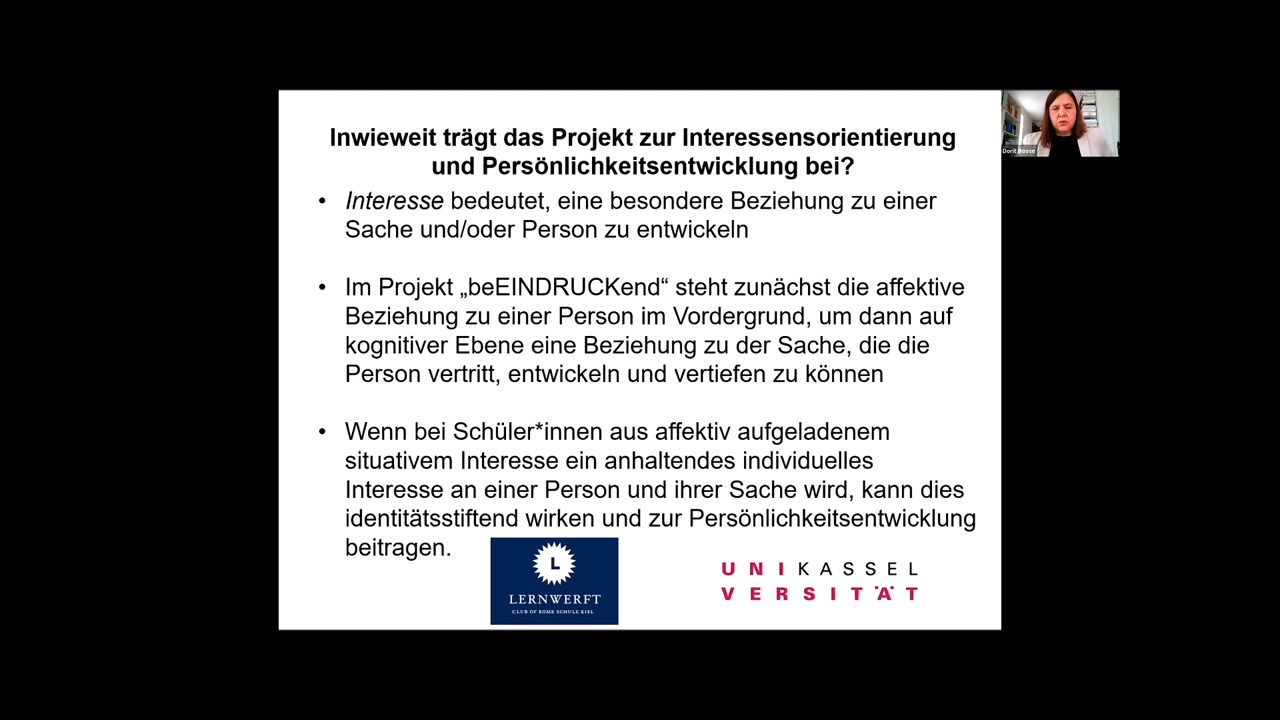 Inwieweit trägt das Projekt zur Interessensorientierung
und Persönlichkeitsentwicklung bei?
• Interesse bedeutet, eine besondere Beziehung zu einer
Sache und/oder Person zu entwickeln
• Im Projekt „beEINDRUCKend“ steht zunächst die affektive
Beziehung zu einer Person im Vordergrund, um dann auf
kognitiver Ebene eine Beziehung zu der Sache, die die
Person vertritt, entwickeln und vertiefen zu können
• Wenn bei Schüler*innen aus affektiv aufgeladenem
situativem Interesse ein anhaltendes individuelles
Interesse an einer Person und ihrer Sache wird, kann dies
identitätsstiftend wirken und zur Persönlichkeitsentwicklung
beitragen.
L
LERNWERFT
CLUB OF ROME SCHULE KIEL
UNIKASSEL
VERSITÄT
Dorit Bosse